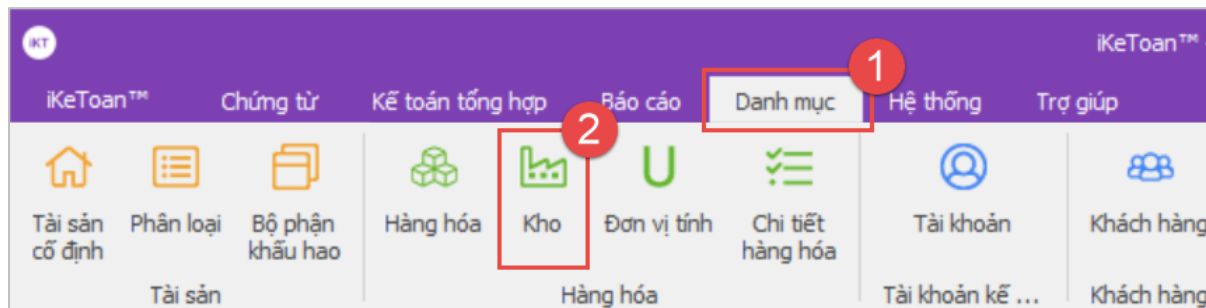 iKT
iKeToan™
iKeToan™ Chứng từ Kế toán tổng hợp Báo cáo Danh mục Hệ thống Trợ giúp
1
2
U
Tài sản cố định
Phân loại
Bộ phận khấu hao
Hàng hóa
Kho
Đơn vị tính
Chi tiết hàng hóa
Tài khoản
Khách hàng
Tài sản
Hàng hóa
Tài khoản kế ...
Khách hàng